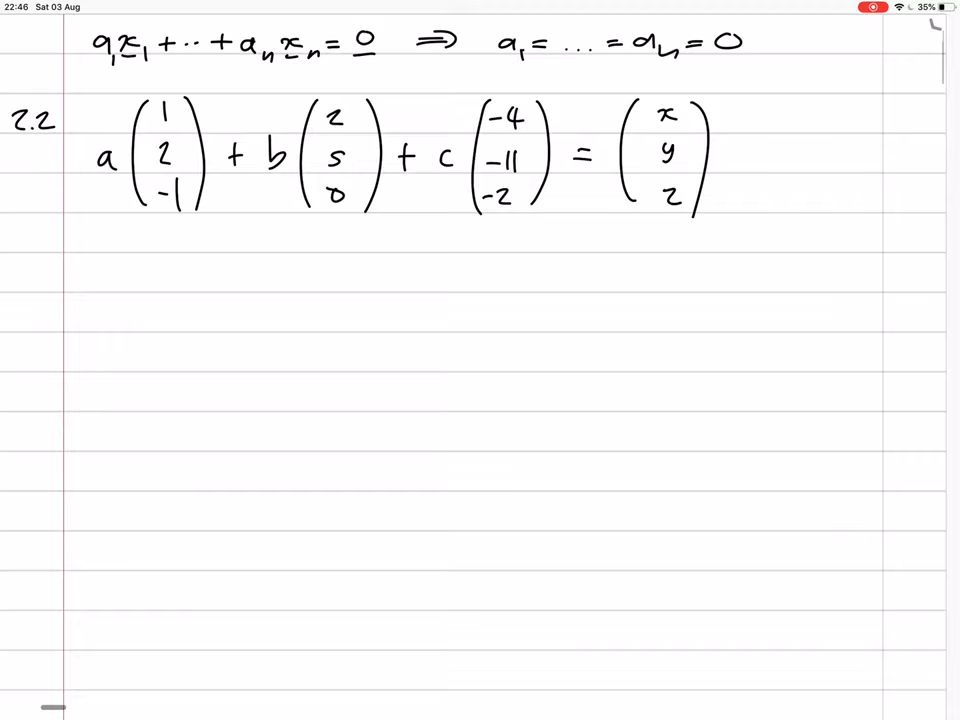 22:46 Sat 03 Aug 35%
a₁x₁ + ·· + aₙxₙ = 0 ⇒ a₁ = ... = aₙ = 0
2.2 a (1 2 -1) + b (2 5 0) + c (-4 -11 -2) = (x y z)